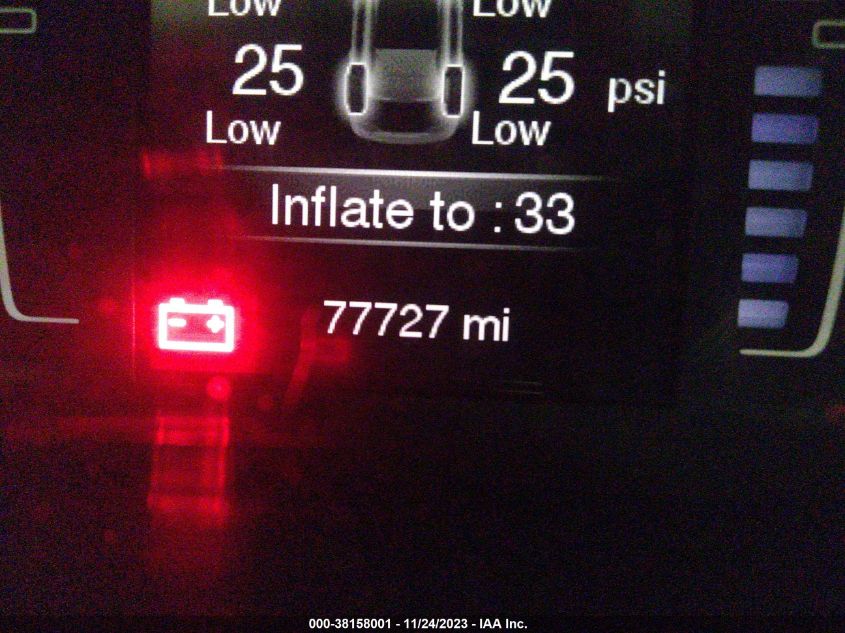 Low Low
25 25 psi
Low Low
Inflate to : 33
77727 mi
000-38158001 - 11/24/2023 - IAA Inc.